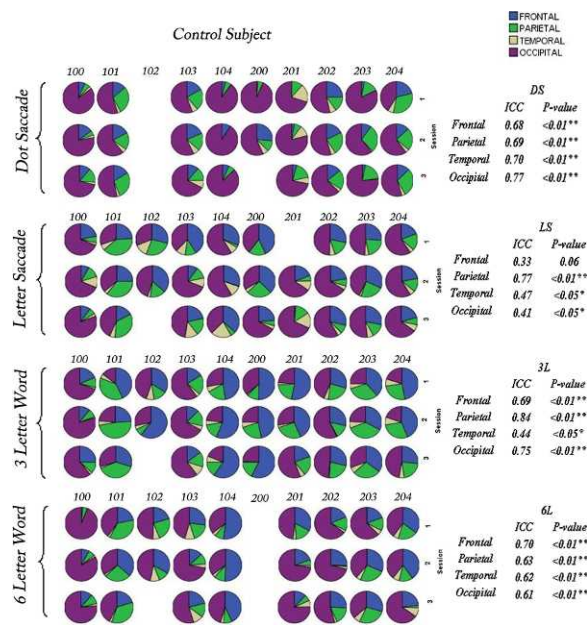 FRONTAL
PARIETAL
TEMPORAL
OCCIPITAL
Control Subject
100 101 102 103 104 200 201 202 203 204
Dot Saccade
1
2
3
Session
DS
ICC P-value
Frontal 0.68 <0.01**
Parietal 0.69 <0.01**
Temporal 0.70 <0.01**
Occipital 0.77 <0.01**
100 101 102 103 104 200 201 202 203 204
Letter Saccade
1
2
3
Session
LS
ICC P-value
Frontal 0.33 0.06
Parietal 0.77 <0.01**
Temporal 0.47 <0.05*
Occipital 0.41 <0.05*
100 101 102 103 104 200 201 202 203 204
3 Letter Word
1
2
3
Session
3L
ICC P-value
Frontal 0.69 <0.01**
Parietal 0.84 <0.01**
Temporal 0.44 <0.05*
Occipital 0.75 <0.01**
100 101 102 103 104 200 201 202 203 204
6 Letter Word
1
2
3
Session
6L
ICC P-value
Frontal 0.70 <0.01**
Parietal 0.63 <0.01**
Temporal 0.62 <0.01**
Occipital 0.61 <0.01**